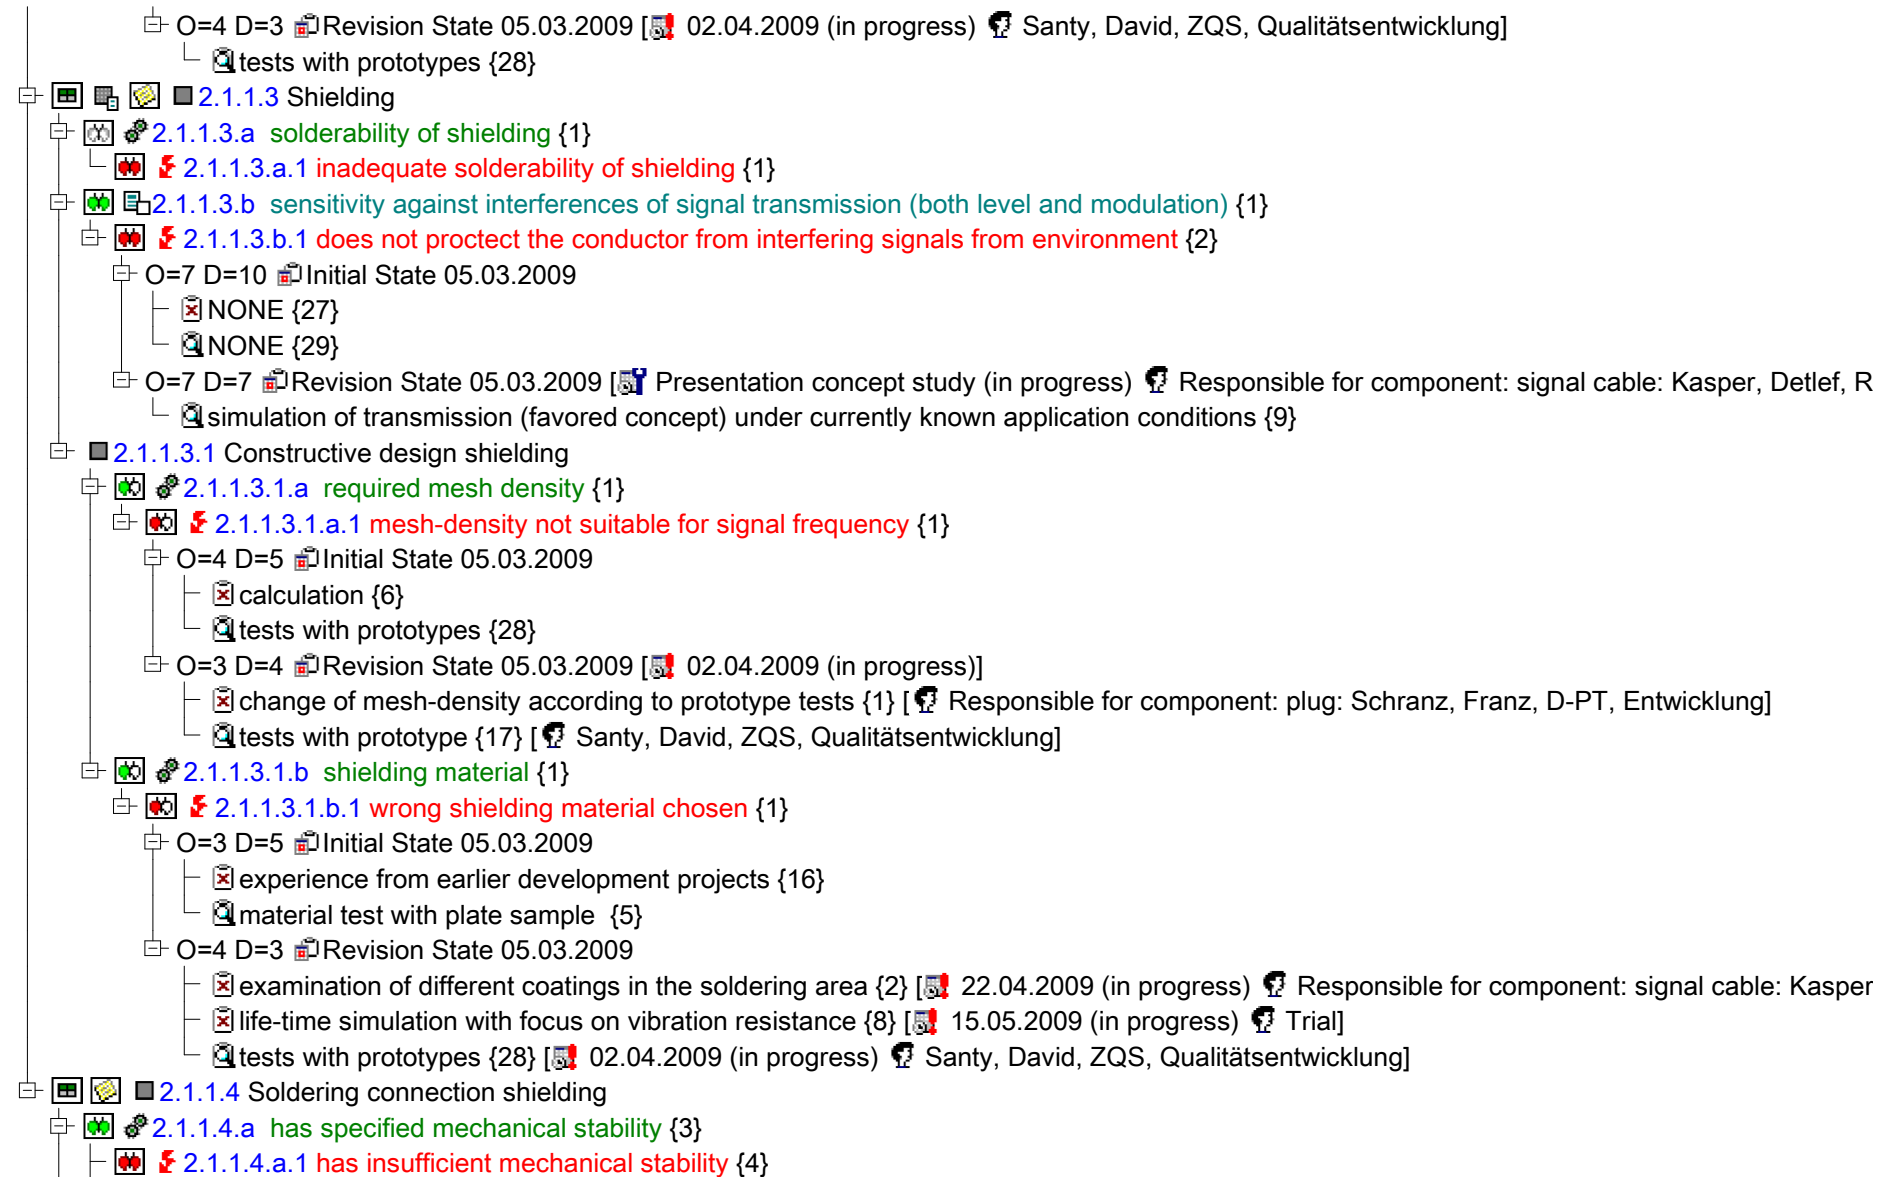 O=4 D=3 Revision State 05.03.2009 [ 02.04.2009 (in progress) Santy, David, ZQS, Qualitätsentwicklung]
tests with prototypes {28}
2.1.1.3 Shielding
2.1.1.3.a solderability of shielding {1}
2.1.1.3.a.1 inadequate solderability of shielding {1}
2.1.1.3.b sensitivity against interferences of signal transmission (both level and modulation) {1}
2.1.1.3.b.1 does not proctect the conductor from interfering signals from environment {2}
O=7 D=10 Initial State 05.03.2009
NONE {27}
NONE {29}
O=7 D=7 Revision State 05.03.2009 [ Presentation concept study (in progress) Responsible for component: signal cable: Kasper, Detlef, R
simulation of transmission (favored concept) under currently known application conditions {9}
2.1.1.3.1 Constructive design shielding
2.1.1.3.1.a required mesh density {1}
2.1.1.3.1.a.1 mesh-density not suitable for signal frequency {1}
O=4 D=5 Initial State 05.03.2009
calculation {6}
tests with prototypes {28}
O=3 D=4 Revision State 05.03.2009 [ 02.04.2009 (in progress)]
change of mesh-density according to prototype tests {1} [ Responsible for component: plug: Schranz, Franz, D-PT, Entwicklung]
tests with prototype {17} [ Santy, David, ZQS, Qualitätsentwicklung]
2.1.1.3.1.b shielding material {1}
2.1.1.3.1.b.1 wrong shielding material chosen {1}
O=3 D=5 Initial State 05.03.2009
experience from earlier development projects {16}
material test with plate sample {5}
O=4 D=3 Revision State 05.03.2009
examination of different coatings in the soldering area {2} [ 22.04.2009 (in progress) Responsible for component: signal cable: Kasper
life-time simulation with focus on vibration resistance {8} [ 15.05.2009 (in progress) Trial]
tests with prototypes {28} [ 02.04.2009 (in progress) Santy, David, ZQS, Qualitätsentwicklung]
2.1.1.4 Soldering connection shielding
2.1.1.4.a has specified mechanical stability {3}
2.1.1.4.a.1 has insufficient mechanical stability {4}